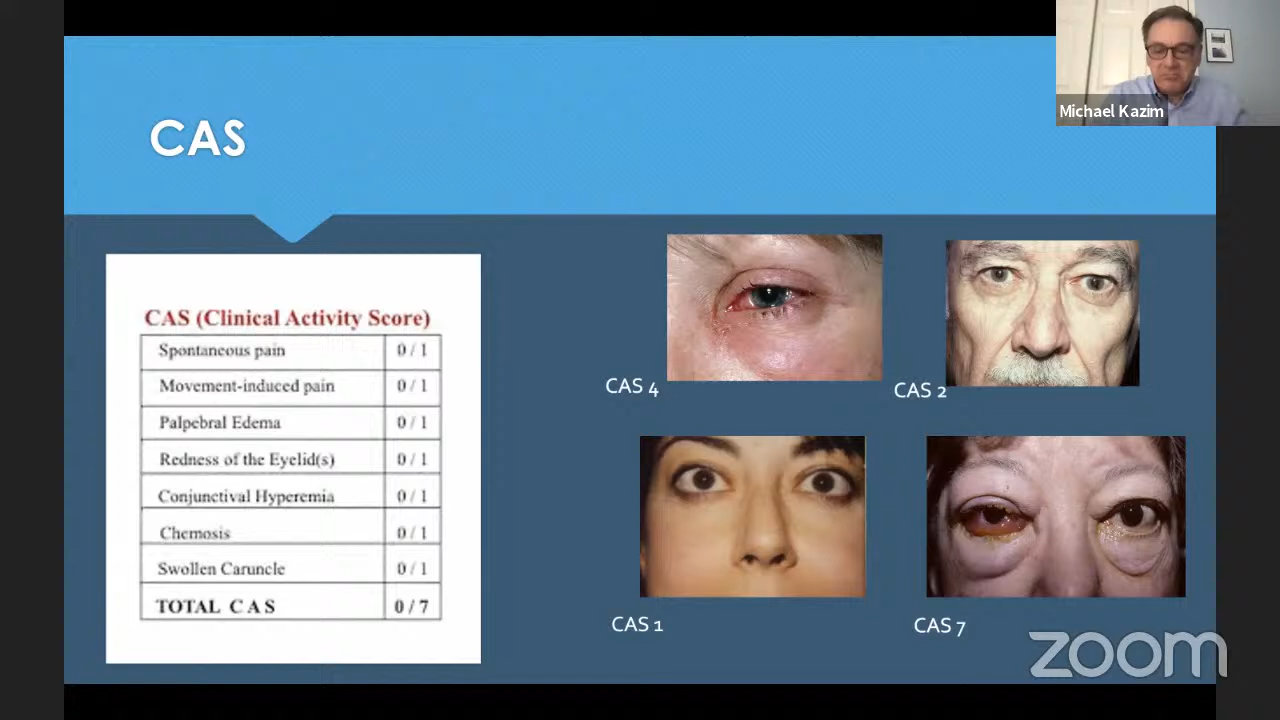 Michael Kazim
CAS
CAS (Clinical Activity Score)
Spontaneous pain 0 / 1
Movement-induced pain 0 / 1
Palpebral Edema 0 / 1
Redness of the Eyelid(s) 0 / 1
Conjunctival Hyperemia 0 / 1
Chemosis 0 / 1
Swollen Caruncle 0 / 1
TOTAL C A S 0 / 7
CAS 4
CAS 2
CAS 1
CAS 7
zoom